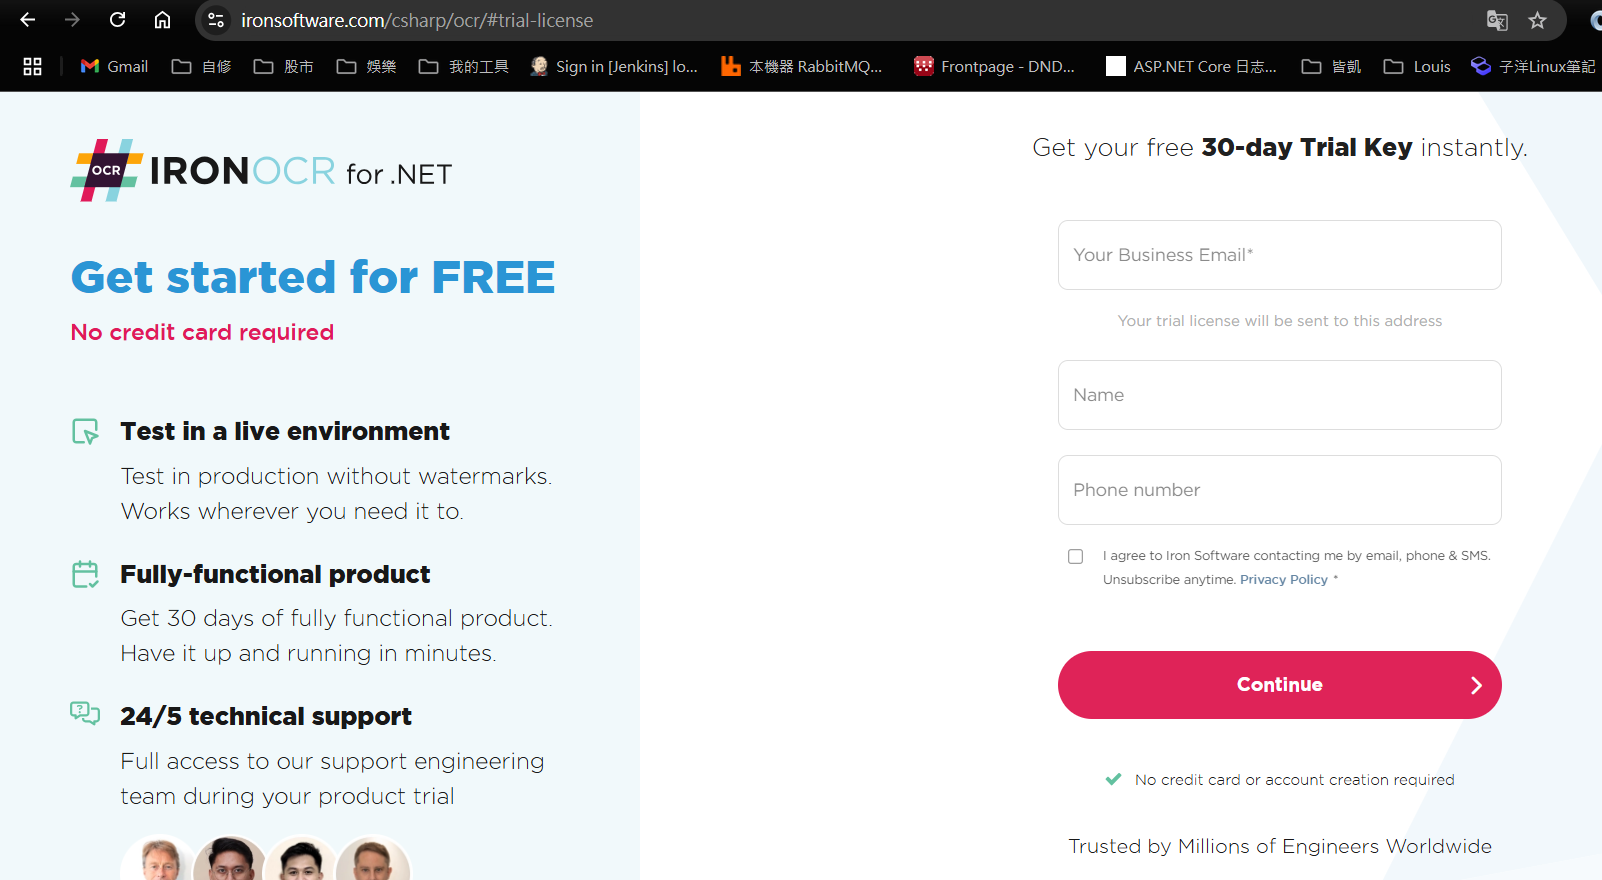 ironsoftware.com/csharp/ocr/#trial-license
Gmail 自修 股市 娛樂 我的工具 Sign in [Jenkins] lo... 本機器 RabbitMQ... Frontpage - DND... ASP.NET Core 日志... 皆凱 Louis 子洋Linux筆記
OCR IRONOCR for .NET
Get started for FREE
No credit card required
Test in a live environment
Test in production without watermarks.
Works wherever you need it to.
Fully-functional product
Get 30 days of fully functional product.
Have it up and running in minutes.
24/5 technical support
Full access to our support engineering
team during your product trial
Get your free 30-day Trial Key instantly.
Your Business Email*
Your trial license will be sent to this address
Name
Phone number
I agree to Iron Software contacting me by email, phone & SMS.
Unsubscribe anytime. Privacy Policy *
Continue
No credit card or account creation required
Trusted by Millions of Engineers Worldwide